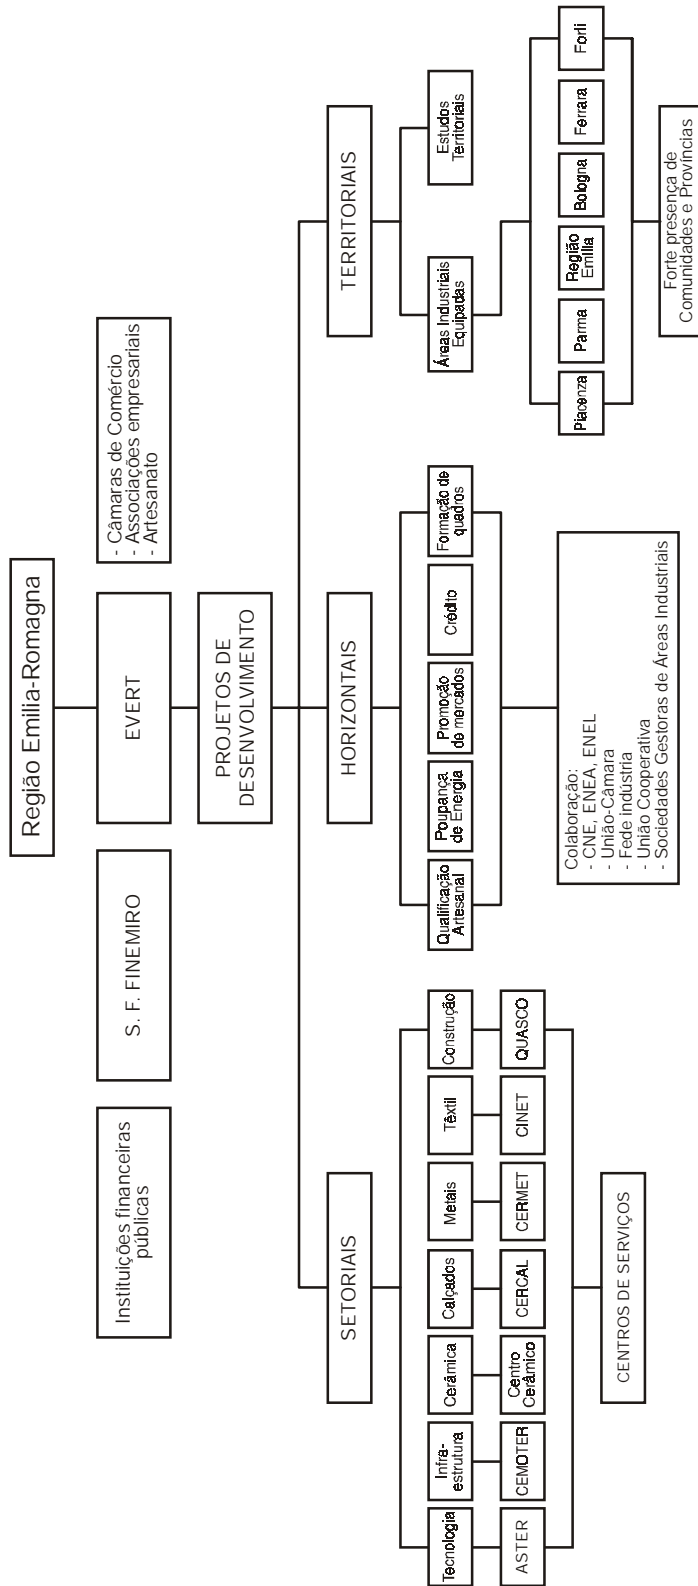 Região Emilia-Romagna
Instituições financeiras
públicas
S. F. FINEMIRO
EVERT
- Câmaras de Comércio
- Associações empresariais
- Artesanato
PROJETOS DE
DESENVOLVIMENTO
SETORIAIS
HORIZONTAIS
TERRITORIAIS
Tecnologia
Infra-
estrutura
Cerâmica
Calçados
Metais
Têxtil
Construção
Qualificação
Artesanal
Poupança
de Energia
Promoção
de mercados
Crédito
Formação de
quadros
Áreas Industriais
Equipadas
Estudos
Territoriais
ASTER
CEMOTER
Centro
Cerâmico
CERCAL
CERMET
CINET
QUASCO
Piacenza
Parma
Região
Emilia
Bologna
Ferrara
Forli
CENTROS DE SERVIÇOS
Colaboração:
- CNE, ENEA, ENEL
- União-Câmara
- Fede indústria
- União Cooperativa
- Sociedades Gestoras de Áreas Industriais
Forte presença de
Comunidades e Províncias